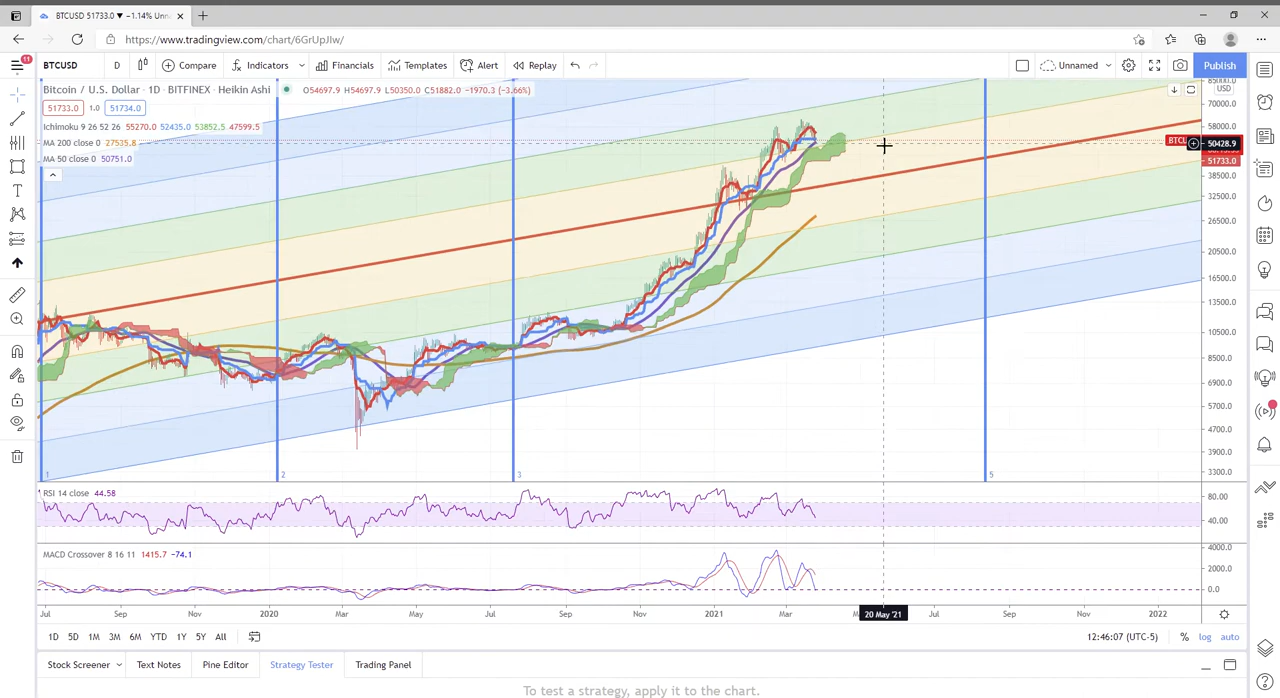 BTCUSD 51733.0 ▼ −1.14% Unn
https://www.tradingview.com/chart/6GrUpJIw/
11
BTCUSD D Compare Indicators Financials Templates Alert Replay Unnamed Publish
Bitcoin / U.S. Dollar · 1D · BITFINEX · Heikin Ashi O54697.9 H54697.9 L50350.0 C51882.0 −1970.3 (−3.66%)
51733.0 1.0 51734.0
Ichimoku 9 26 52 26 55270.0 52435.0 53852.5 47599.5
MA 200 close 0 27535.8
MA 50 close 0 50751.0
USD
85000.0
70000.0
58000.0
50428.9
51733.0
38500.0
32500.0
26500.0
20500.0
16500.0
13500.0
10500.0
8500.0
6900.0
5700.0
4700.0
3900.0
3300.0
1 2 3 5
RSI 14 close 44.58
80.00
40.00
MACD Crossover 8 16 11 1415.7 −74.1
4000.0
2000.0
0.0
Jul Sep Nov 2020 Mar May Jul Sep Nov 2021 Mar 20 May '21 Jul Sep Nov 2022
1D 5D 1M 3M 6M YTD 1Y 5Y All 12:46:07 (UTC-5) % log auto
Stock Screener Text Notes Pine Editor Strategy Tester Trading Panel
To test a strategy, apply it to the chart.